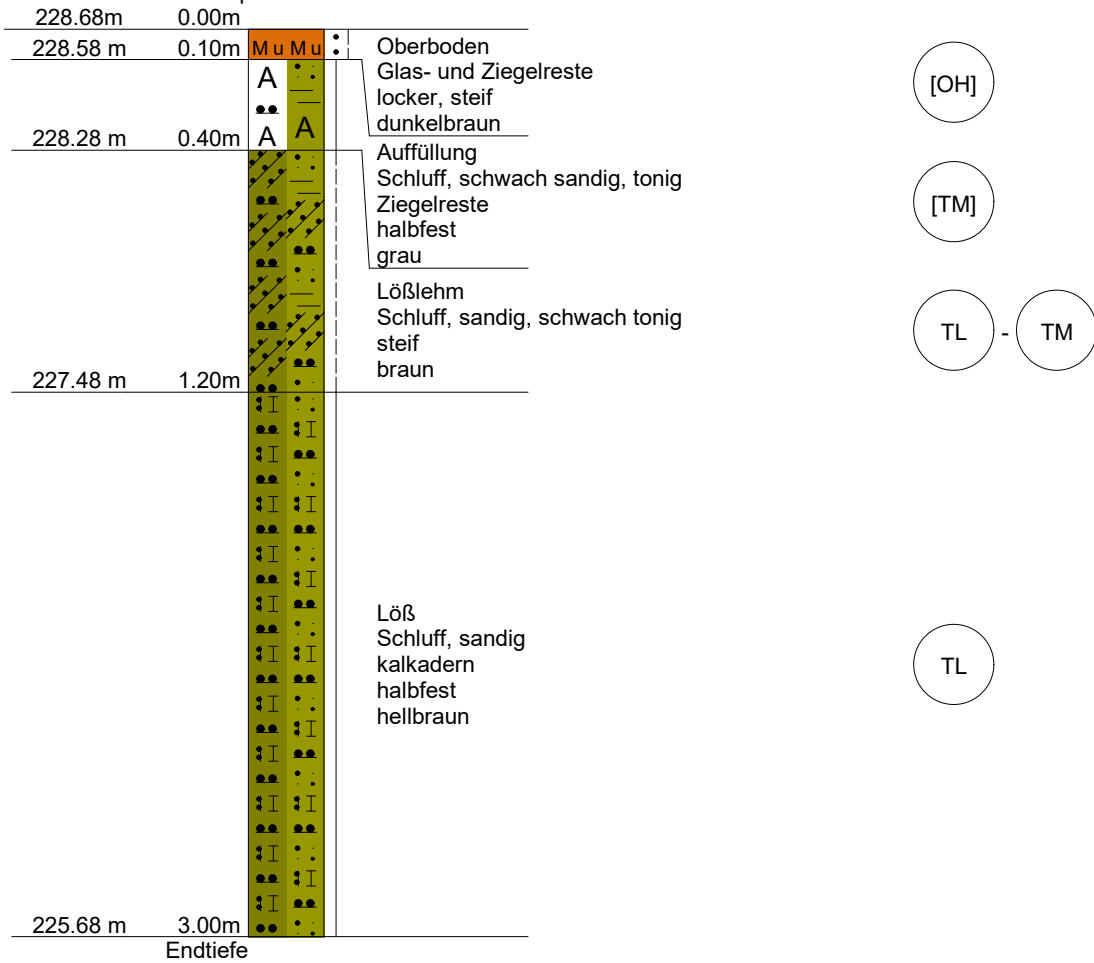 228.68m 0.00m
228.58 m 0.10m Mu Mu
Oberboden
Glas- und Ziegelreste
locker, steif
dunkelbraun
[OH]
A
A A
228.28 m 0.40m
Auffüllung
Schluff, schwach sandig, tonig
Ziegelreste
halbfest
grau
[TM]
Lößlehm
Schluff, sandig, schwach tonig
steif
braun
TL - TM
227.48 m 1.20m
Löß
Schluff, sandig
kalkadern
halbfest
hellbraun
TL
225.68 m 3.00m
Endtiefe